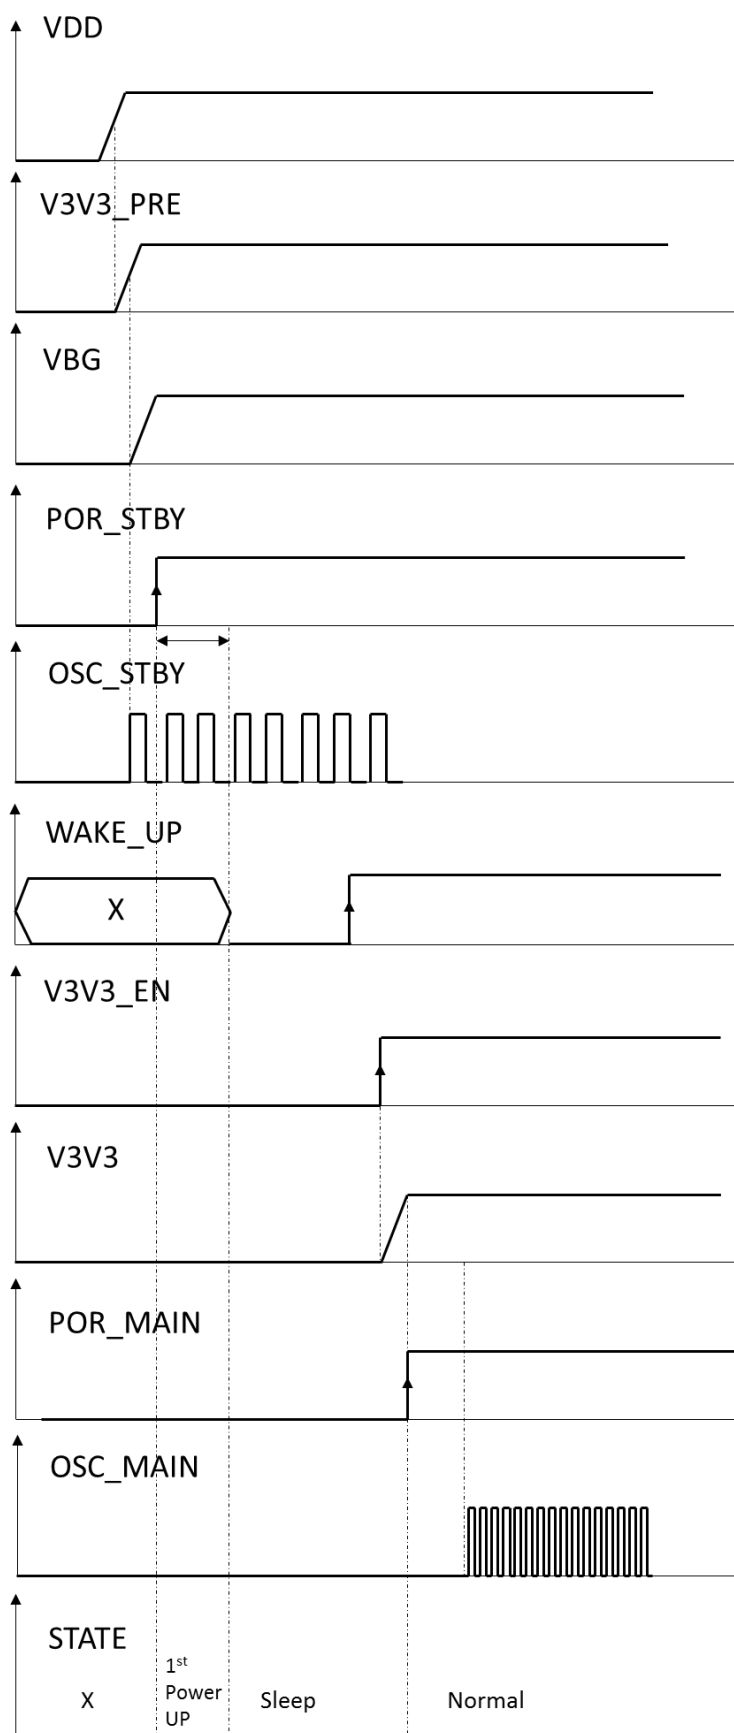 VDD
V3V3_PRE
VBG
POR_STBY
OSC_STBY
WAKE_UP
X
V3V3_EN
V3V3
POR_MAIN
OSC_MAIN
STATE
X
1st
Power
UP
Sleep
Normal